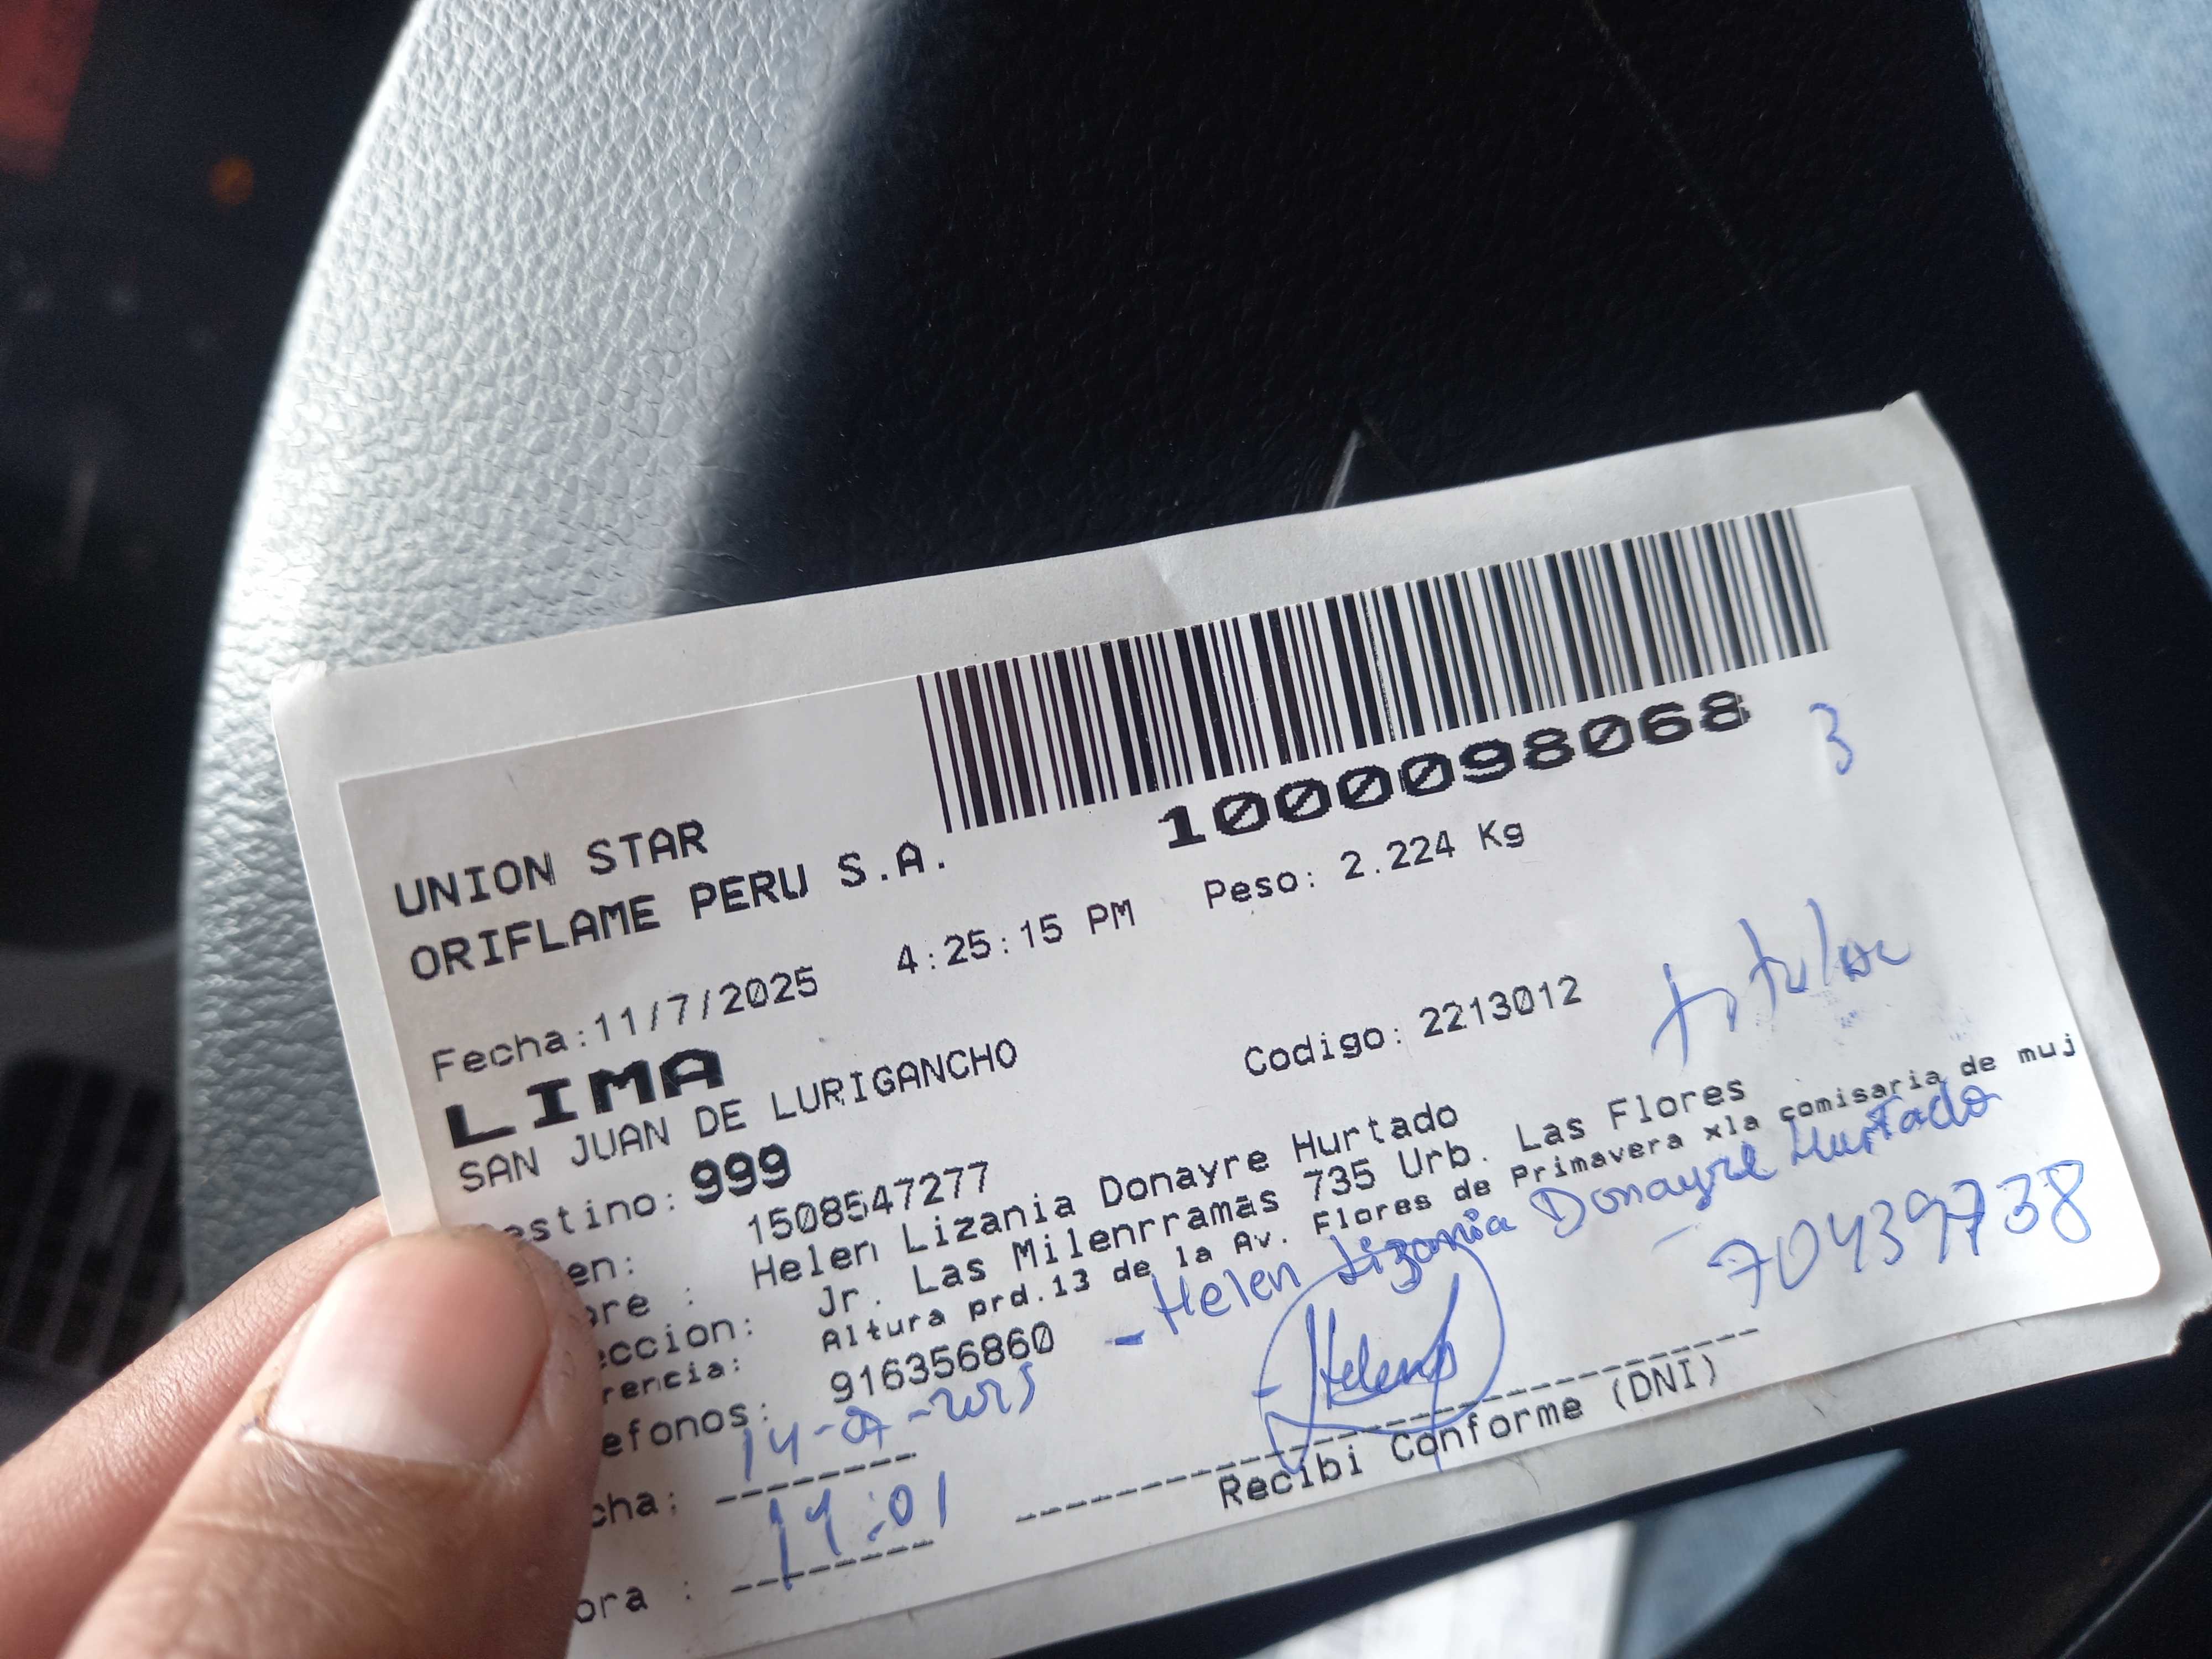 1000098068
3
UNION STAR
ORIFLAME PERU S.A.
Fecha:11/7/2025 4:25:15 PM Peso: 2.224 Kg
LIMA
SAN JUAN DE LURIGANCHO Codigo: 2213012
titular
estino: 999
en: 1508547277
bre : Helen Lizania Donayre Hurtado
eccion: Jr. Las Milenrramas 735 Urb. Las Flores
rencia: Altura prd.13 de la Av. Flores de Primavera xla comisaria de muj
efonos: 916356860
- Helen Lizania Donayre Hurtado
- 70439738
cha: 14-07-2025
- Helen
ora : 11:01
Recibi Conforme (DNI)